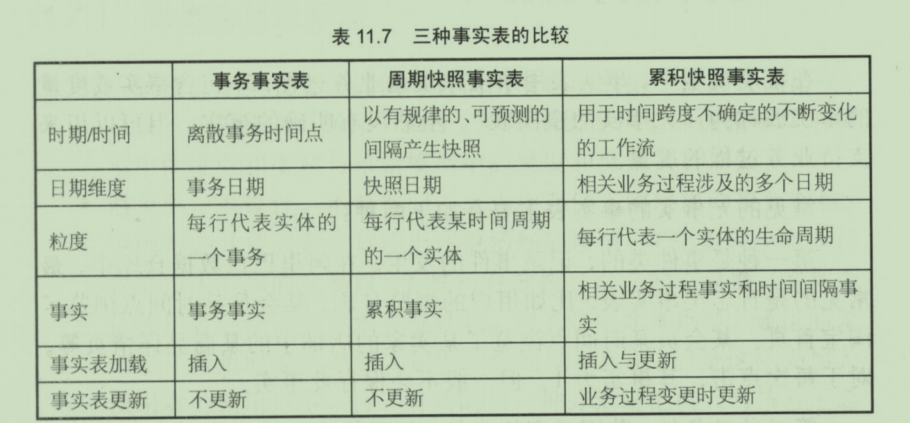 表 11.7 三种事实表的比较
事务事实表 周期快照事实表 累积快照事实表
时期/时间 离散事务时间点 以有规律的、可预测的 用于时间跨度不确定的不断变化
间隔产生快照 的工作流
日期维度 事务日期 快照日期 相关业务过程涉及的多个日期
粒度 每行代表实体的 每行代表某时间周期 每行代表一个实体的生命周期
一个事务 的一个实体
事实 事务事实 累积事实 相关业务过程事实和时间间隔事
实
事实表加载 插入 插入 插入与更新
事实表更新 不更新 不更新 业务过程变更时更新